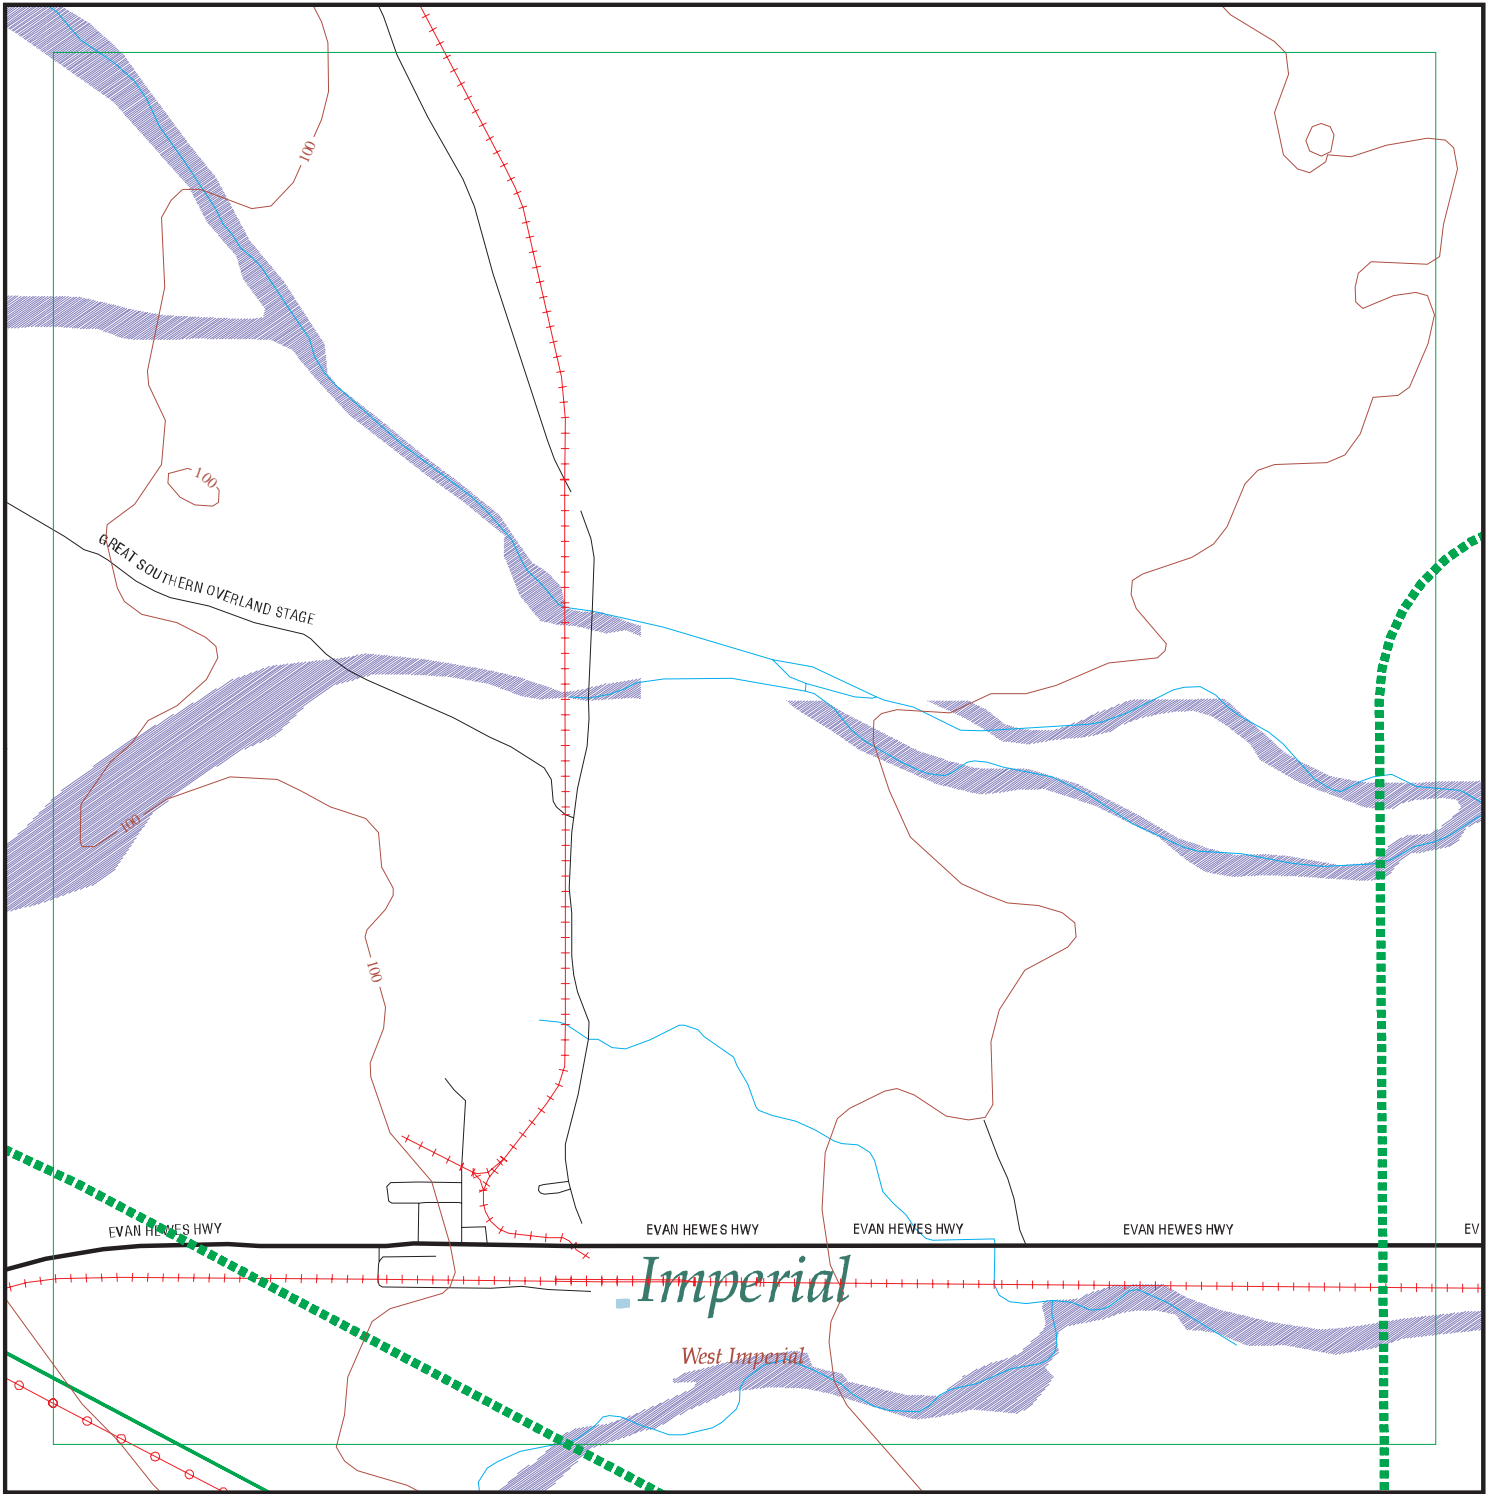 100
100
GREAT SOUTHERN OVERLAND STAGE
100
100
EVAN HEWES HWY
EVAN HEWES HWY
EVAN HEWES HWY
EVAN HEWES HWY
EV
Imperial
West Imperial